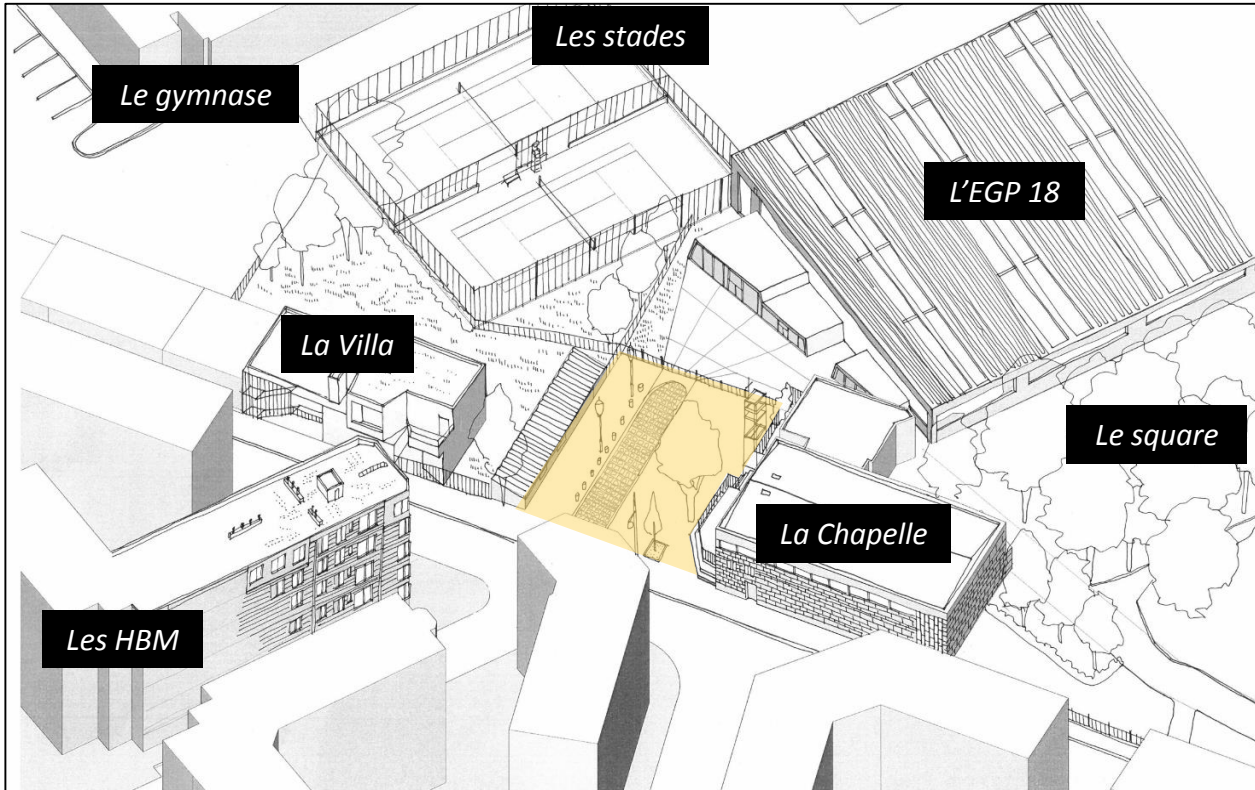 Les stades
Le gymnase
L’EGP 18
La Villa
Le square
La Chapelle
Les HBM